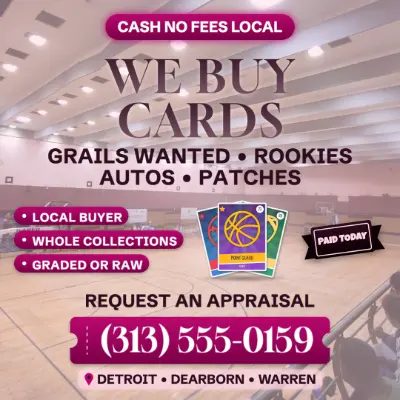 CASH NO FEES LOCAL
WE BUY
CARDS
GRAILS WANTED • ROOKIES
AUTOS • PATCHES
• LOCAL BUYER
• WHOLE COLLECTIONS
• GRADED OR RAW
POINT GUARD
PAID TODAY
REQUEST AN APPRAISAL
(313) 555-0159
DETROIT • DEARBORN • WARREN